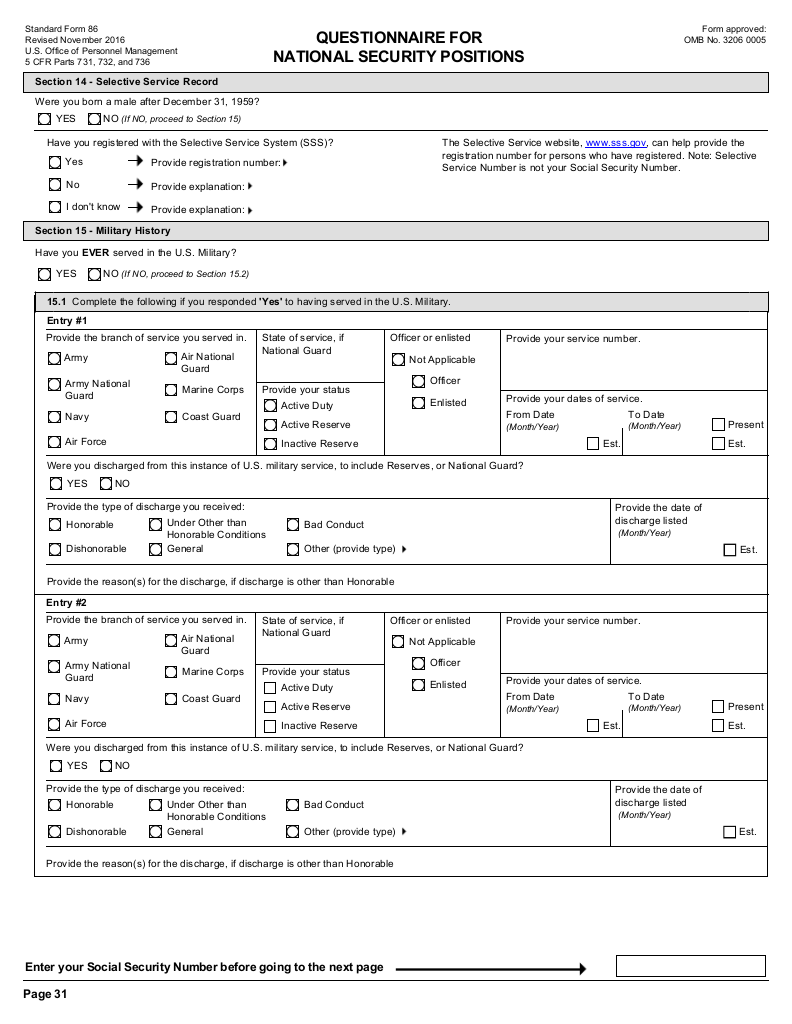 Standard Form 86
Revised November 2016
U.S. Office of Personnel Management
5 CFR Parts 731, 732, and 736
QUESTIONNAIRE FOR
NATIONAL SECURITY POSITIONS
Form approved:
OMB No. 3206 0005
Section 14 - Selective Service Record
Were you born a male after December 31, 1959?
YES NO (If NO, proceed to Section 15)
Have you registered with the Selective Service System (SSS)?
Yes Provide registration number:
No Provide explanation:
I don't know Provide explanation:
The Selective Service website, www.sss.gov, can help provide the
registration number for persons who have registered. Note: Selective
Service Number is not your Social Security Number.
Section 15 - Military History
Have you EVER served in the U.S. Military?
YES NO (If NO, proceed to Section 15.2)
15.1 Complete the following if you responded 'Yes' to having served in the U.S. Military.
Entry #1
Provide the branch of service you served in.
Army
Air National
Guard
Army National
Guard
Marine Corps
Navy
Coast Guard
Air Force
State of service, if
National Guard
Provide your status
Active Duty
Active Reserve
Inactive Reserve
Officer or enlisted
Not Applicable
Officer
Enlisted
Provide your service number.
Provide your dates of service.
From Date
(Month/Year)
Est.
To Date
(Month/Year)
Present
Est.
Were you discharged from this instance of U.S. military service, to include Reserves, or National Guard?
YES NO
Provide the type of discharge you received:
Honorable
Under Other than
Honorable Conditions
Bad Conduct
Dishonorable
General
Other (provide type)
Provide the date of
discharge listed
(Month/Year)
Est.
Provide the reason(s) for the discharge, if discharge is other than Honorable
Entry #2
Provide the branch of service you served in.
Army
Air National
Guard
Army National
Guard
Marine Corps
Navy
Coast Guard
Air Force
State of service, if
National Guard
Provide your status
Active Duty
Active Reserve
Inactive Reserve
Officer or enlisted
Not Applicable
Officer
Enlisted
Provide your service number.
Provide your dates of service.
From Date
(Month/Year)
Est.
To Date
(Month/Year)
Present
Est.
Were you discharged from this instance of U.S. military service, to include Reserves, or National Guard?
YES NO
Provide the type of discharge you received:
Honorable
Under Other than
Honorable Conditions
Bad Conduct
Dishonorable
General
Other (provide type)
Provide the date of
discharge listed
(Month/Year)
Est.
Provide the reason(s) for the discharge, if discharge is other than Honorable
Enter your Social Security Number before going to the next page
Page 31